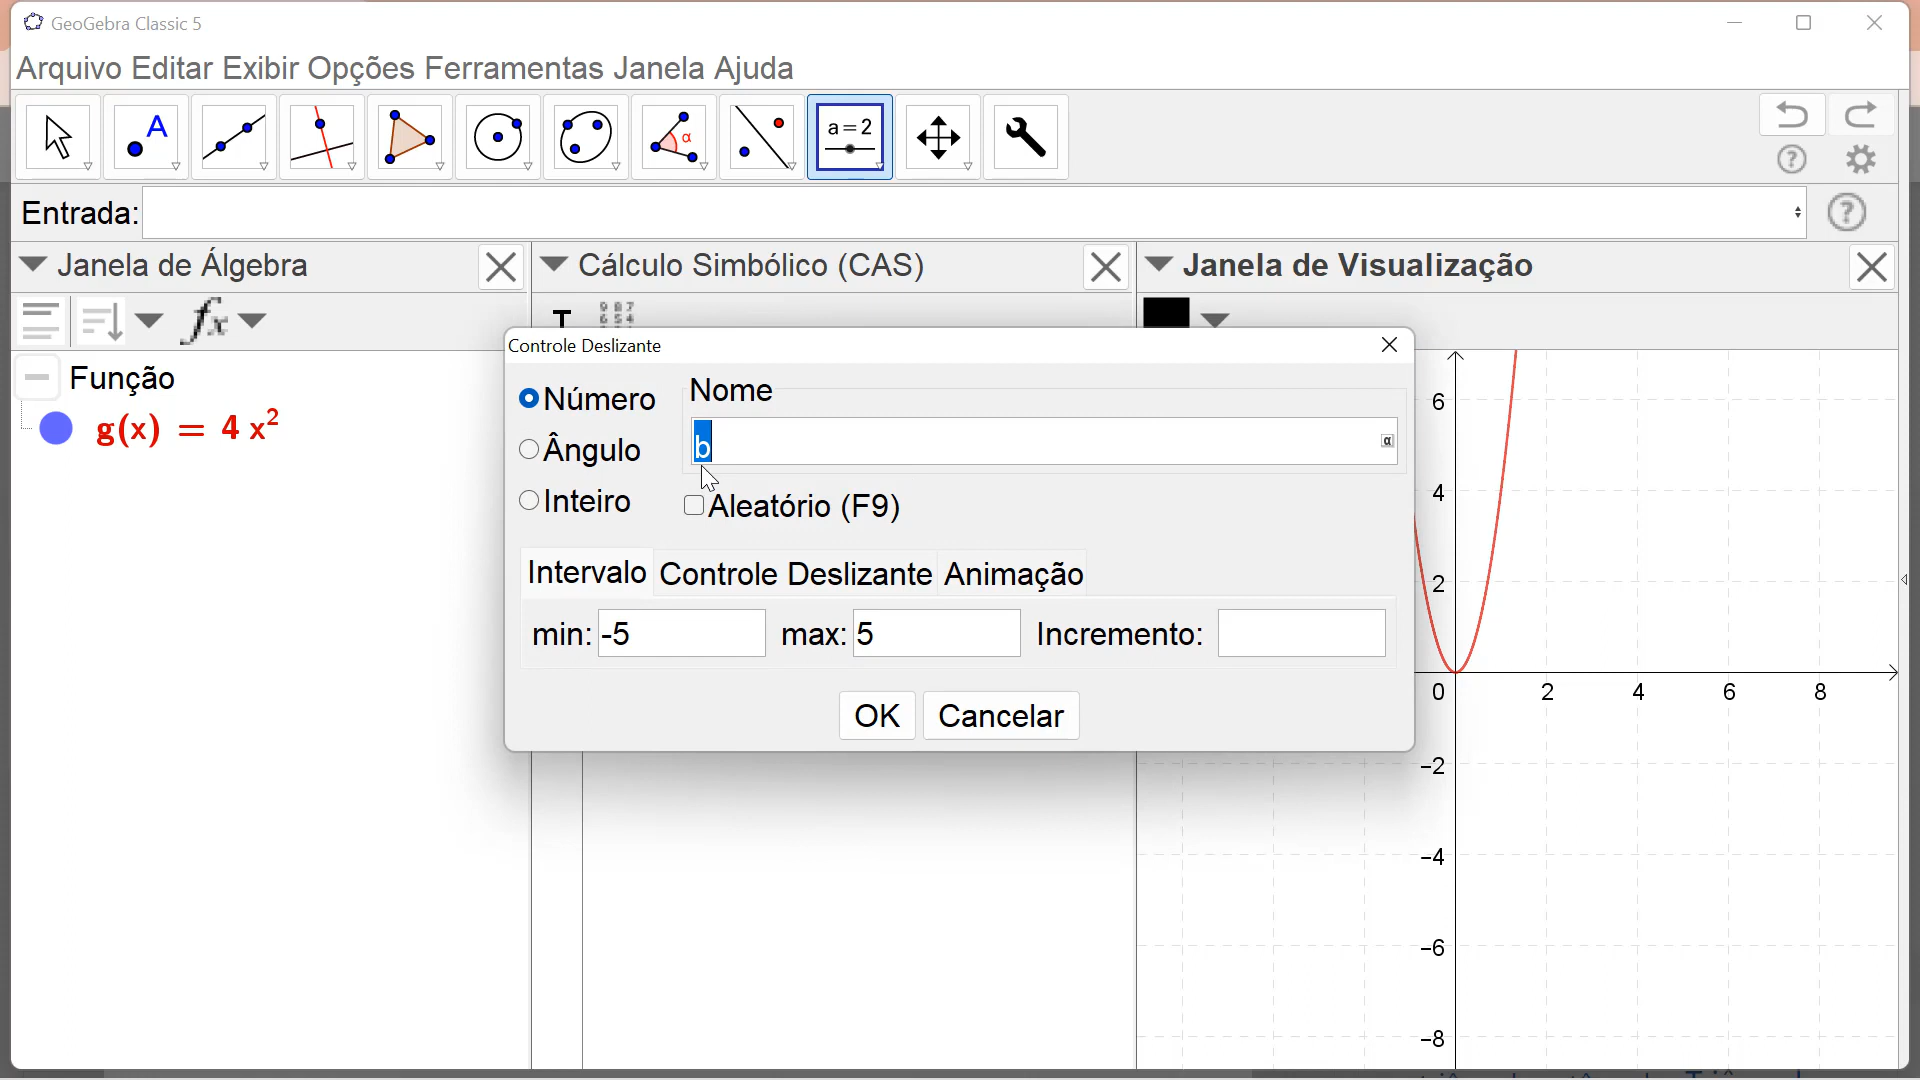 GeoGebra Classic 5
Arquivo Editar Exibir Opções Ferramentas Janela Ajuda
A
α
a=2
Entrada:
Janela de Álgebra
Cálculo Simbólico (CAS)
Janela de Visualização
fx
T
Função
g(x) = 4 x²
Controle Deslizante
Número
Nome
b
α
Ângulo
Inteiro
Aleatório (F9)
Intervalo Controle Deslizante Animação
min: -5 max: 5 Incremento:
OK Cancelar
6
4
2
0 2 4 6 8
-2
-4
-6
-8